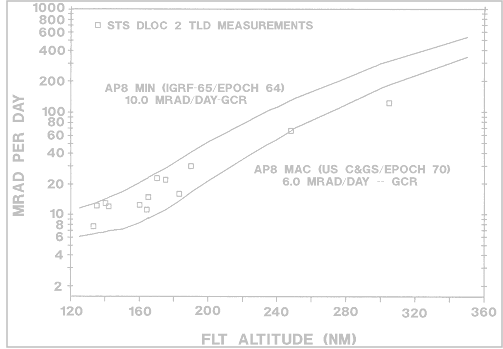 1000
800
600
400
200
100
80
60
40
20
10
8
6
4
2
MRAD PER DAY
STS DLOC 2 TLD MEASUREMENTS
AP8 MIN (IGRF-65/EPOCH 64)
10.0 MRAD/DAY-GCR
AP8 MAC (US C&GS/EPOCH 70)
6.0 MRAD/DAY - GCR
120 160 200 240 280 320 360
FLT ALTITUDE (NM)